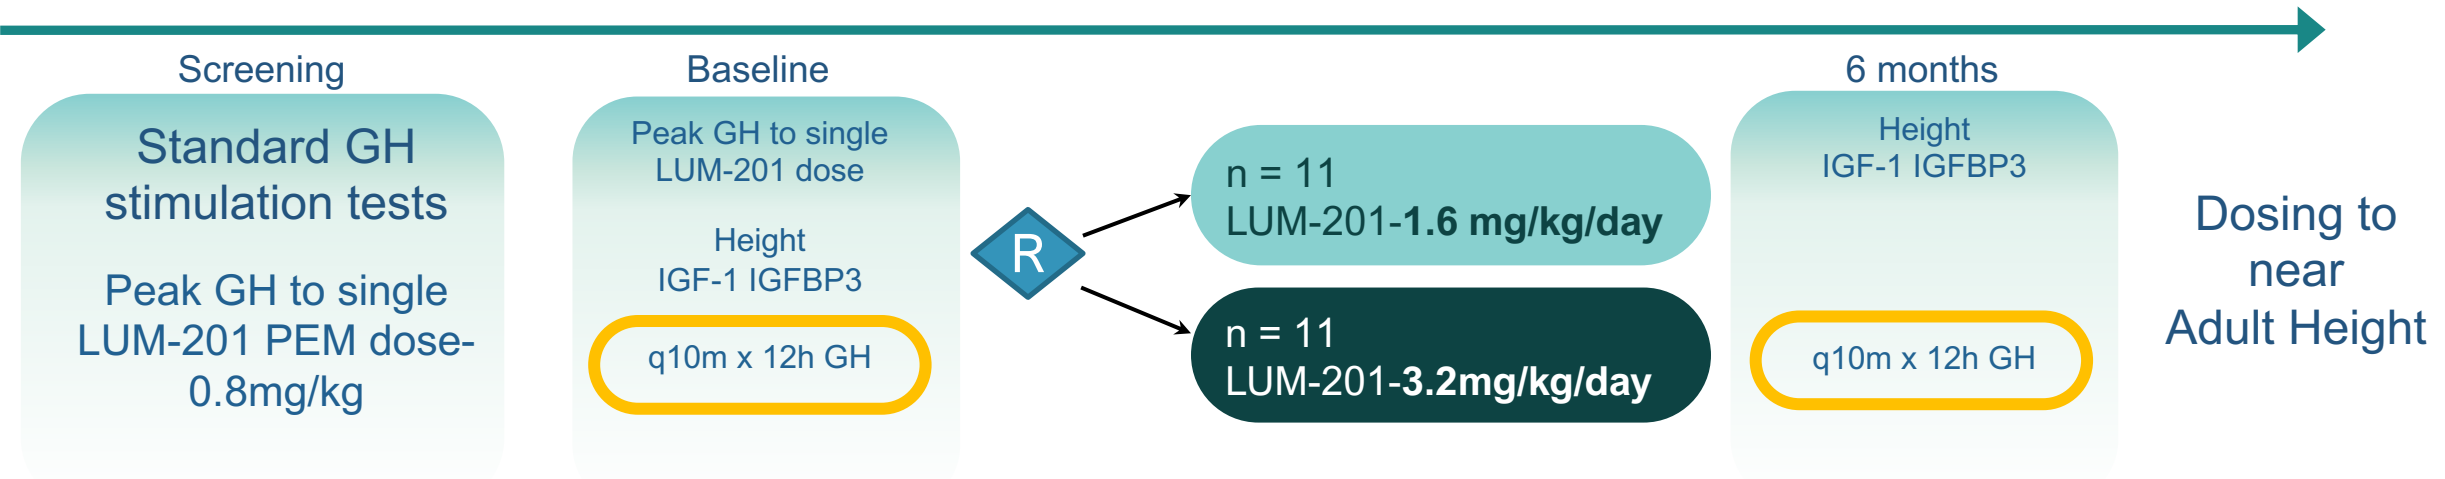 Screening
Standard GH
stimulation tests
Peak GH to single
LUM-201 PEM dose-
0.8mg/kg
Baseline
Peak GH to single
LUM-201 dose
Height
IGF-1 IGFBP3
q10m x 12h GH
R
n = 11
LUM-201-1.6 mg/kg/day
n = 11
LUM-201-3.2mg/kg/day
6 months
Height
IGF-1 IGFBP3
q10m x 12h GH
Dosing to
near
Adult Height